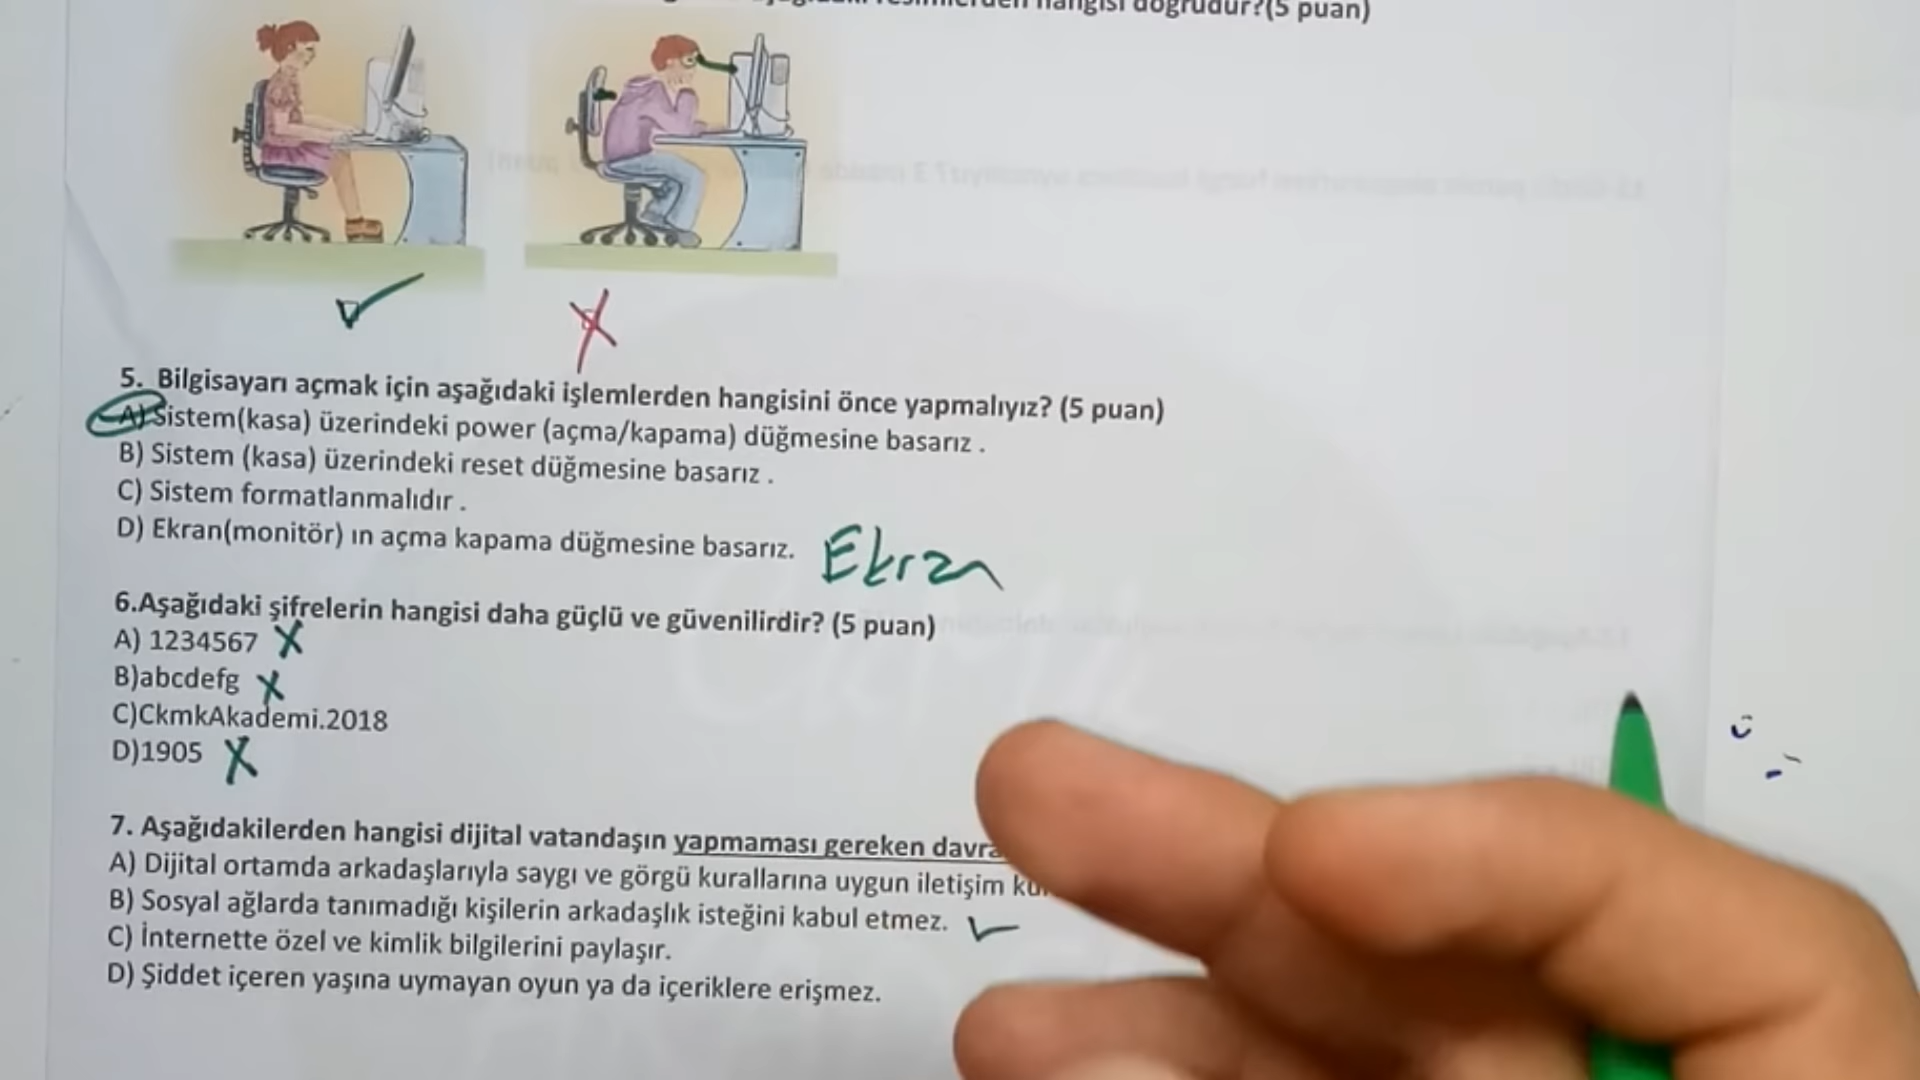 hangisi doğrudur?(5 puan)
5. Bilgisayarı açmak için aşağıdaki işlemlerden hangisini önce yapmalıyız? (5 puan)
A) Sistem(kasa) üzerindeki power (açma/kapama) düğmesine basarız .
B) Sistem (kasa) üzerindeki reset düğmesine basarız .
C) Sistem formatlanmalıdır .
D) Ekran(monitör) ın açma kapama düğmesine basarız.
Ekran
6.Aşağıdaki şifrelerin hangisi daha güçlü ve güvenilirdir? (5 puan)
A) 1234567
B)abcdefg
C)CkmkAkademi.2018
D)1905
7. Aşağıdakilerden hangisi dijital vatandaşın yapmaması gereken
A) Dijital ortamda arkadaşlarıyla saygı ve görgü kurallarına uygun iletişim
B) Sosyal ağlarda tanımadığı kişilerin arkadaşlık isteğini kabul etmez.
C) İnternette özel ve kimlik bilgilerini paylaşır.
D) Şiddet içeren yaşına uymayan oyun ya da içeriklere erişmez.